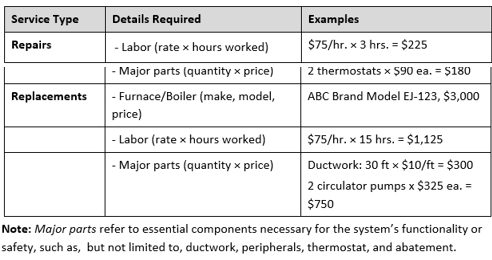 Service Type Details Required Examples
Repairs - Labor (rate × hours worked) $75/hr. × 3 hrs. = $225
- Major parts (quantity × price) 2 thermostats × $90 ea. = $180
Replacements - Furnace/Boiler (make, model, ABC Brand Model EJ-123, $3,000
price)
- Labor (rate × hours worked) $75/hr. × 15 hrs. = $1,125
- Major parts (quantity × price) Ductwork: 30 ft × $10/ft = $300
2 circulator pumps x $325 ea. =
$750
Note: Major parts refer to essential components necessary for the system's functionality or
safety, such as, but not limited to, ductwork, peripherals, thermostat, and abatement.